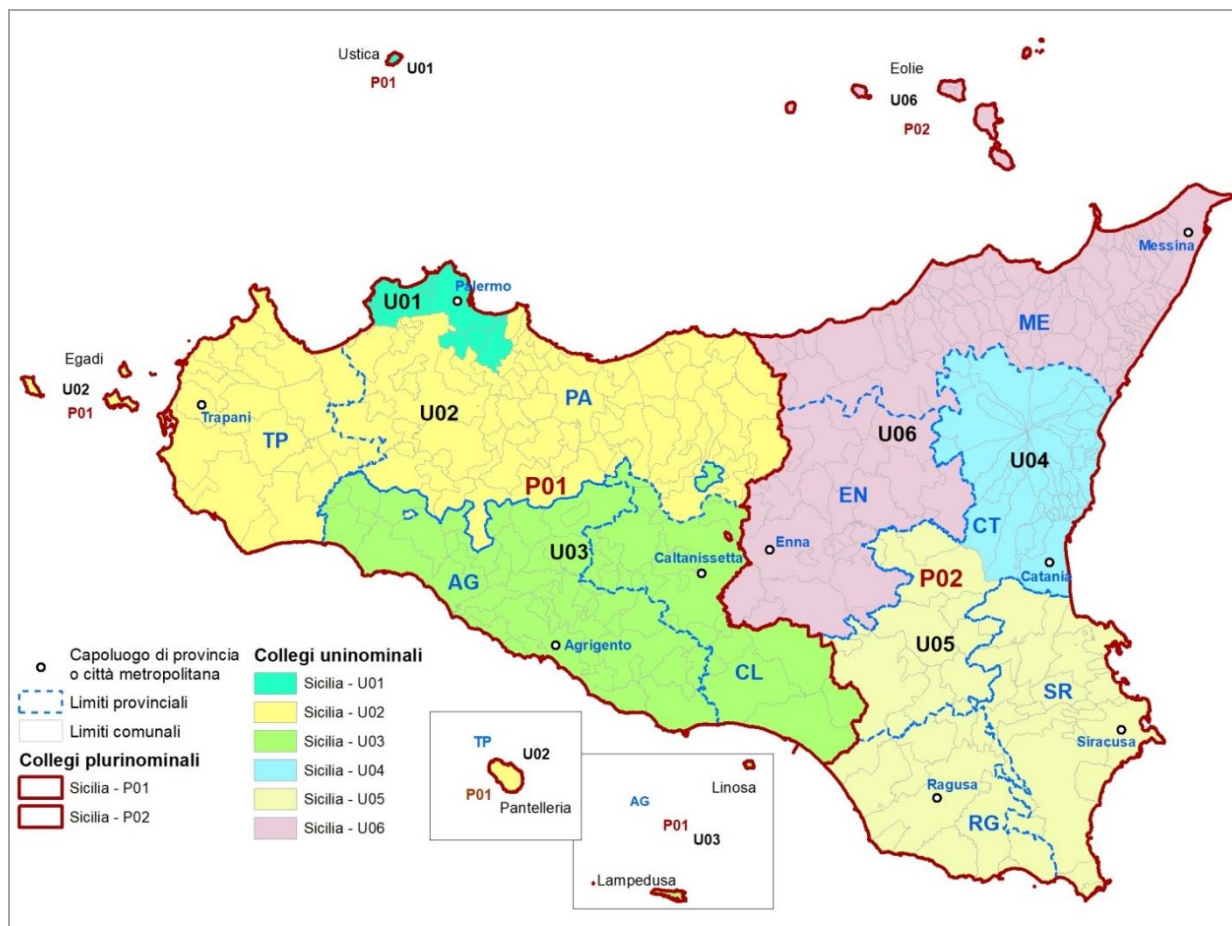 Ustica
U01
P01
Eolie
U06
P02
Messina
Palermo
U01
ME
Egadi
U02
P01
Trapani
TP
U02
PA
U06
U04
P01
EN
CT
U03
Enna
Caltanissetta
Catania
AG
P02
Agrigento
U05
CL
SR
Siracusa
Ragusa
RG
Capoluogo di provincia
o città metropolitana
Limiti provinciali
Limiti comunali
Collegi plurinominali
Sicilia - P01
Sicilia - P02
Collegi uninominali
Sicilia - U01
Sicilia - U02
Sicilia - U03
Sicilia - U04
Sicilia - U05
Sicilia - U06
TP
U02
P01
Pantelleria
Linosa
AG
P01
U03
Lampedusa